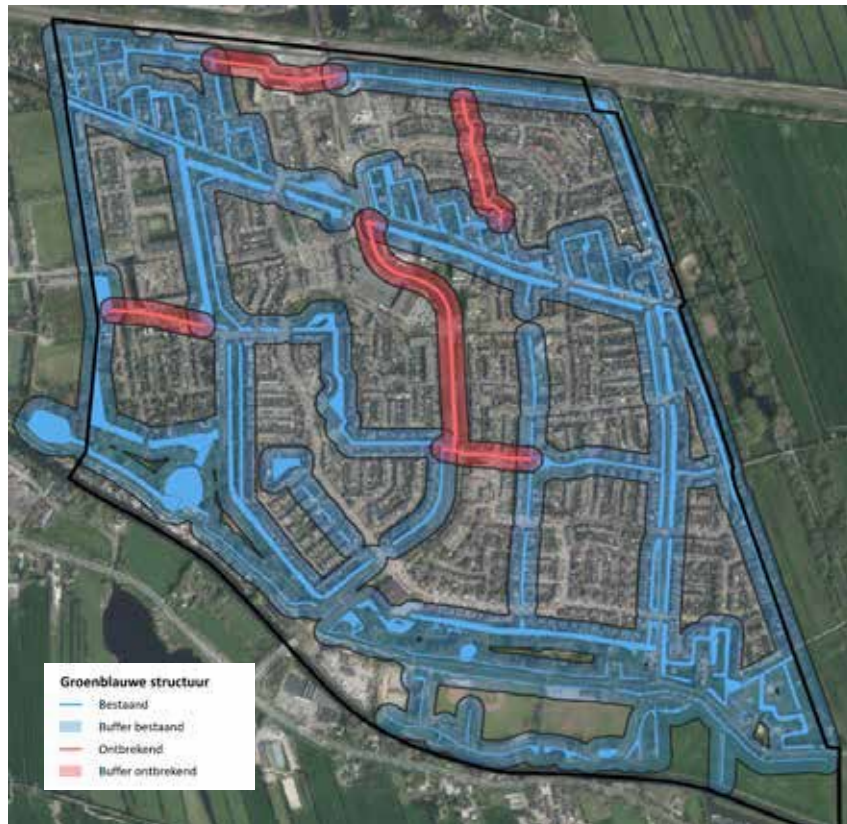 Groenblauwe structuur
Bestaand
Buffer bestaand
Ontbrekend
Buffer ontbrekend